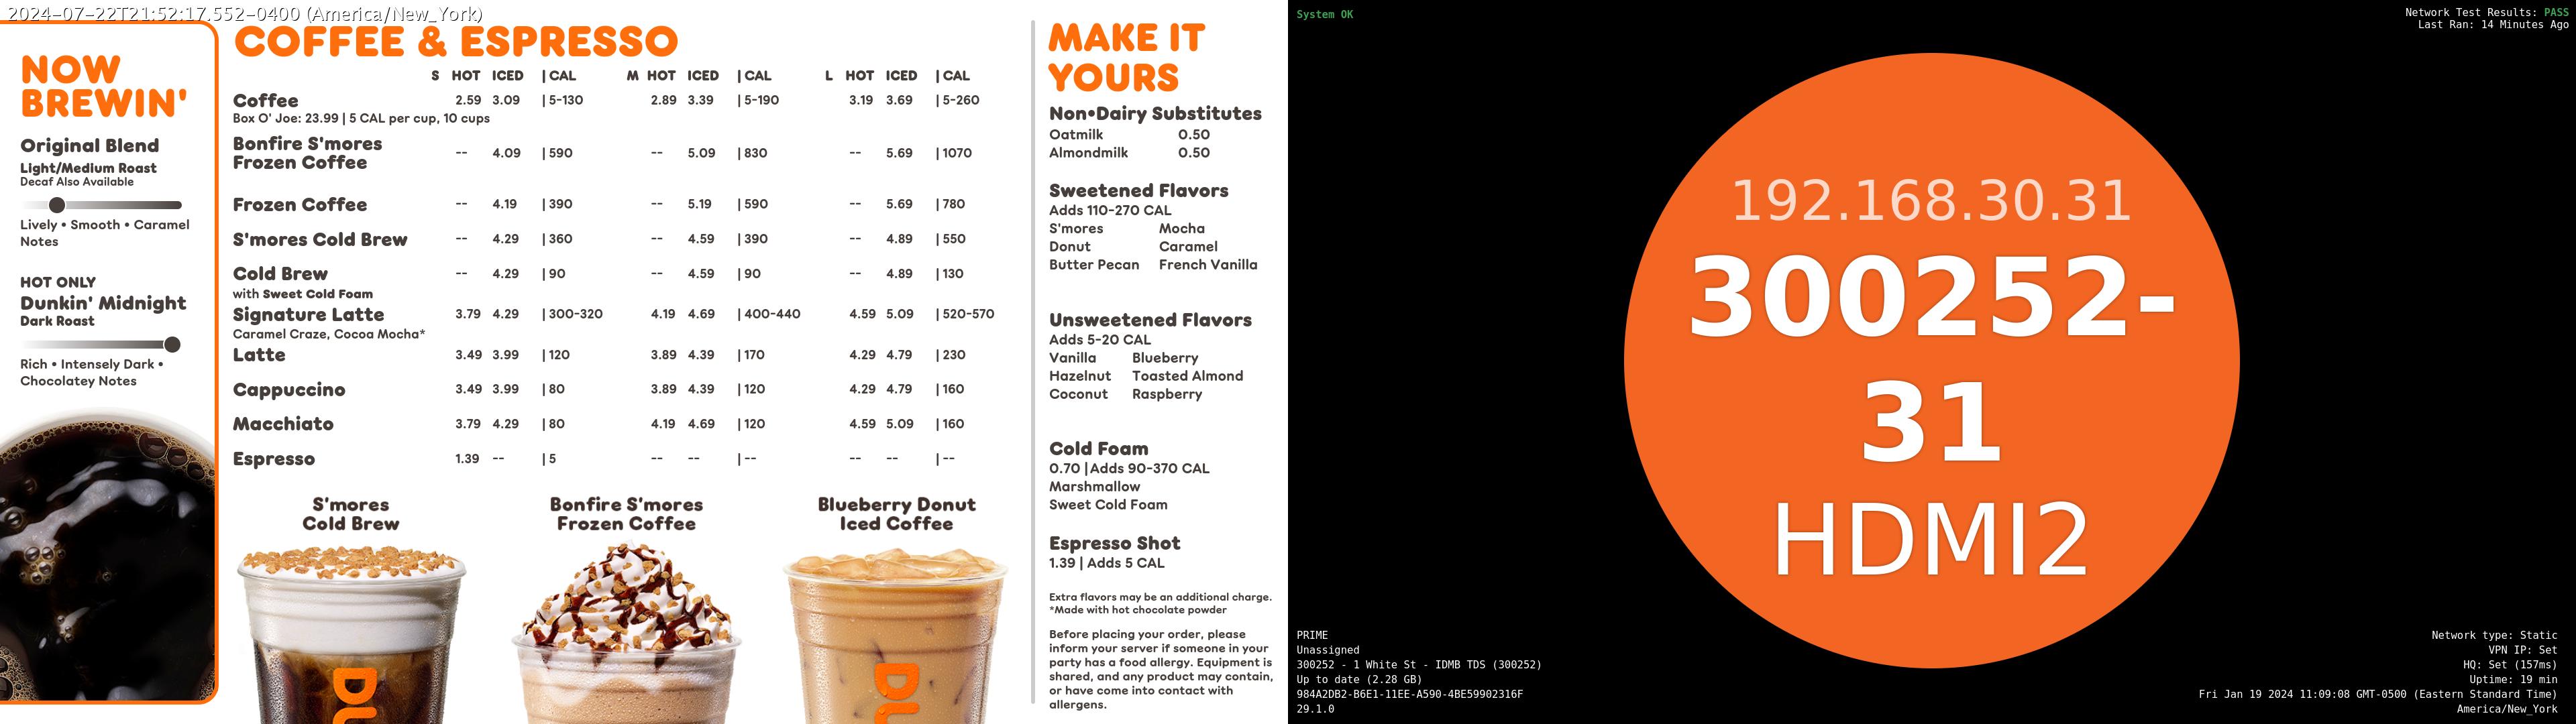 2024-07-22T21:52:17.552-0400 (America/New_York)
NOW
BREWIN'
Original Blend
Light/Medium Roast
Decaf Also Available
Lively • Smooth • Caramel
Notes
HOT ONLY
Dunkin' Midnight
Dark Roast
Rich • Intensely Dark •
Chocolatey Notes
COFFEE & ESPRESSO
S HOT ICED | CAL M HOT ICED | CAL L HOT ICED | CAL
Coffee 2.59 3.09 | 5-130 2.89 3.39 | 5-190 3.19 3.69 | 5-260
Box O' Joe: 23.99 | 5 CAL per cup, 10 cups
Bonfire S'mores
Frozen Coffee -- 4.09 | 590 -- 5.09 | 830 -- 5.69 | 1070
Frozen Coffee -- 4.19 | 390 -- 5.19 | 590 -- 5.69 | 780
S'mores Cold Brew -- 4.29 | 360 -- 4.59 | 390 -- 4.89 | 550
Cold Brew -- 4.29 | 90 -- 4.59 | 90 -- 4.89 | 130
with Sweet Cold Foam
Signature Latte 3.79 4.29 | 300-320 4.19 4.69 | 400-440 4.59 5.09 | 520-570
Caramel Craze, Cocoa Mocha*
Latte 3.49 3.99 | 120 3.89 4.39 | 170 4.29 4.79 | 230
Cappuccino 3.49 3.99 | 80 3.89 4.39 | 120 4.29 4.79 | 160
Macchiato 3.79 4.29 | 80 4.19 4.69 | 120 4.59 5.09 | 160
Espresso 1.39 -- | 5 -- -- | -- -- -- | --
S'mores
Cold Brew
Bonfire S'mores
Frozen Coffee
Blueberry Donut
Iced Coffee
DU
DU
MAKE IT
YOURS
Non•Dairy Substitutes
Oatmilk 0.50
Almondmilk 0.50
Sweetened Flavors
Adds 110-270 CAL
S'mores Mocha
Donut Caramel
Butter Pecan French Vanilla
Unsweetened Flavors
Adds 5-20 CAL
Vanilla Blueberry
Hazelnut Toasted Almond
Coconut Raspberry
Cold Foam
0.70 | Adds 90-370 CAL
Marshmallow
Sweet Cold Foam
Espresso Shot
1.39 | Adds 5 CAL
Extra flavors may be an additional charge.
*Made with hot chocolate powder
Before placing your order, please
inform your server if someone in your
party has a food allergy. Equipment is
shared, and any product may contain,
or have come into contact with
allergens.
System OK
Network Test Results: PASS
Last Ran: 14 Minutes Ago
192.168.30.31
300252-
31
HDMI2
PRIME
Unassigned
300252 - 1 White St - IDMB TDS (300252)
Up to date (2.28 GB)
984A2DB2-B6E1-11EE-A590-4BE59902316F
29.1.0
Network type: Static
VPN IP: Set
HQ: Set (157ms)
Uptime: 19 min
Fri Jan 19 2024 11:09:08 GMT-0500 (Eastern Standard Time)
America/New_York